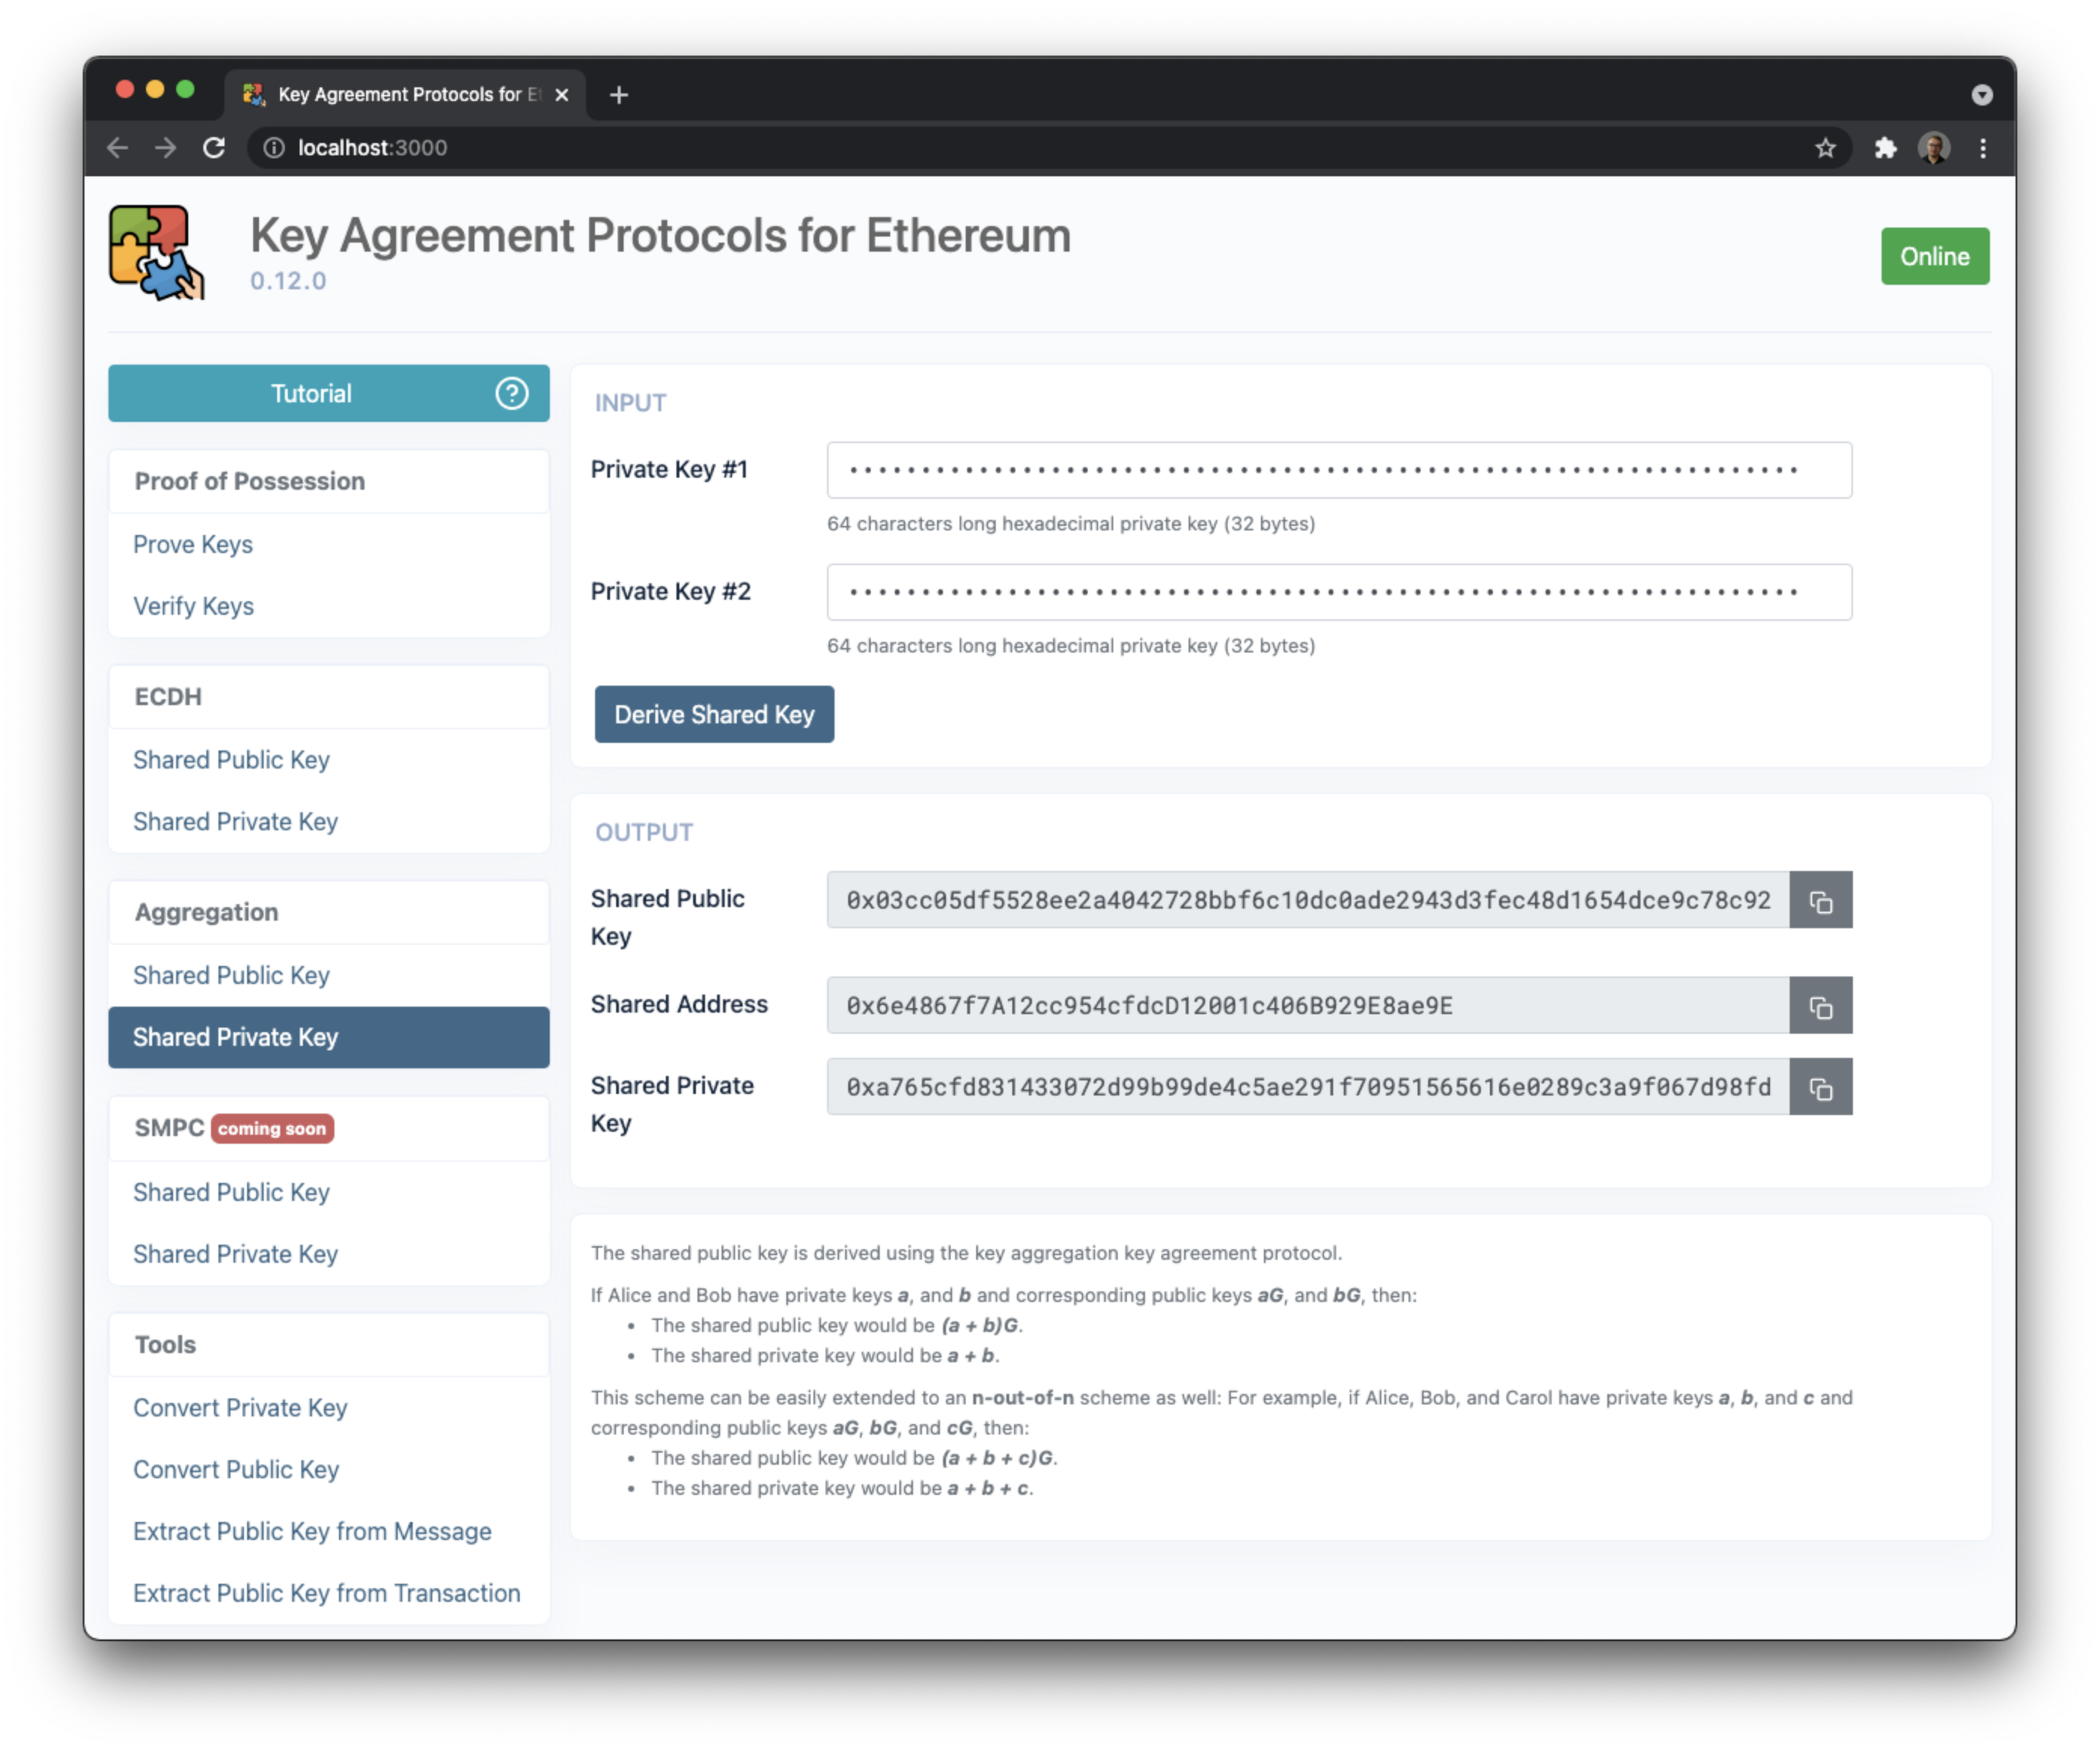 Key Agreement Protocols for Et
localhost:3000
Key Agreement Protocols for Ethereum
0.12.0
Online
Tutorial
Proof of Possession
Prove Keys
Verify Keys
ECDH
Shared Public Key
Shared Private Key
Aggregation
Shared Public Key
Shared Private Key
SMPC coming soon
Shared Public Key
Shared Private Key
Tools
Convert Private Key
Convert Public Key
Extract Public Key from Message
Extract Public Key from Transaction
INPUT
Private Key #1
64 characters long hexadecimal private key (32 bytes)
Private Key #2
64 characters long hexadecimal private key (32 bytes)
Derive Shared Key
OUTPUT
Shared Public
Key
0x03cc05df5528ee2a4042728bbf6c10dc0ade2943d3fec48d1654dce9c78c92
Shared Address
0x6e4867f7A12cc954cfdcD12001c406B929E8ae9E
Shared Private
Key
0xa765cfd831433072d99b99de4c5ae291f70951565616e0289c3a9f067d98fd
The shared public key is derived using the key aggregation key agreement protocol.
If Alice and Bob have private keys a, and b and corresponding public keys aG, and bG, then:
• The shared public key would be (a + b)G.
• The shared private key would be a + b.
This scheme can be easily extended to an n-out-of-n scheme as well: For example, if Alice, Bob, and Carol have private keys a, b, and c and
corresponding public keys aG, bG, and cG, then:
• The shared public key would be (a + b + c)G.
• The shared private key would be a + b + c.